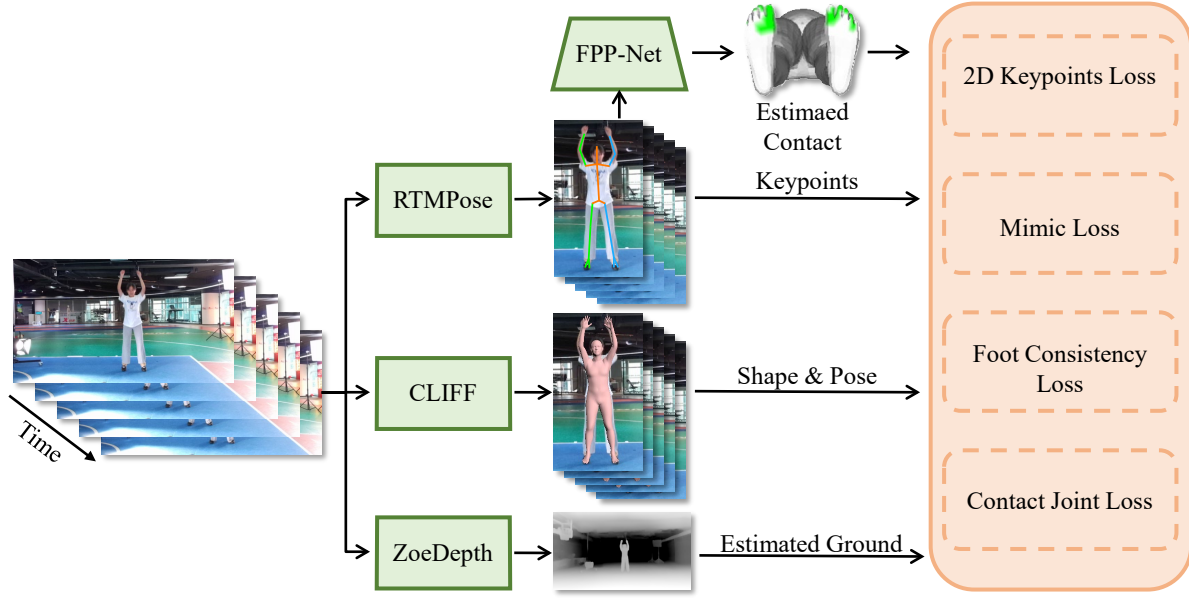 FPP-Net
Estimaed
Contact
2D Keypoints Loss
RTMPose
Keypoints
Mimic Loss
Time
CLIFF
Shape & Pose
Foot Consistency
Loss
ZoeDepth
Estimated Ground
Contact Joint Loss